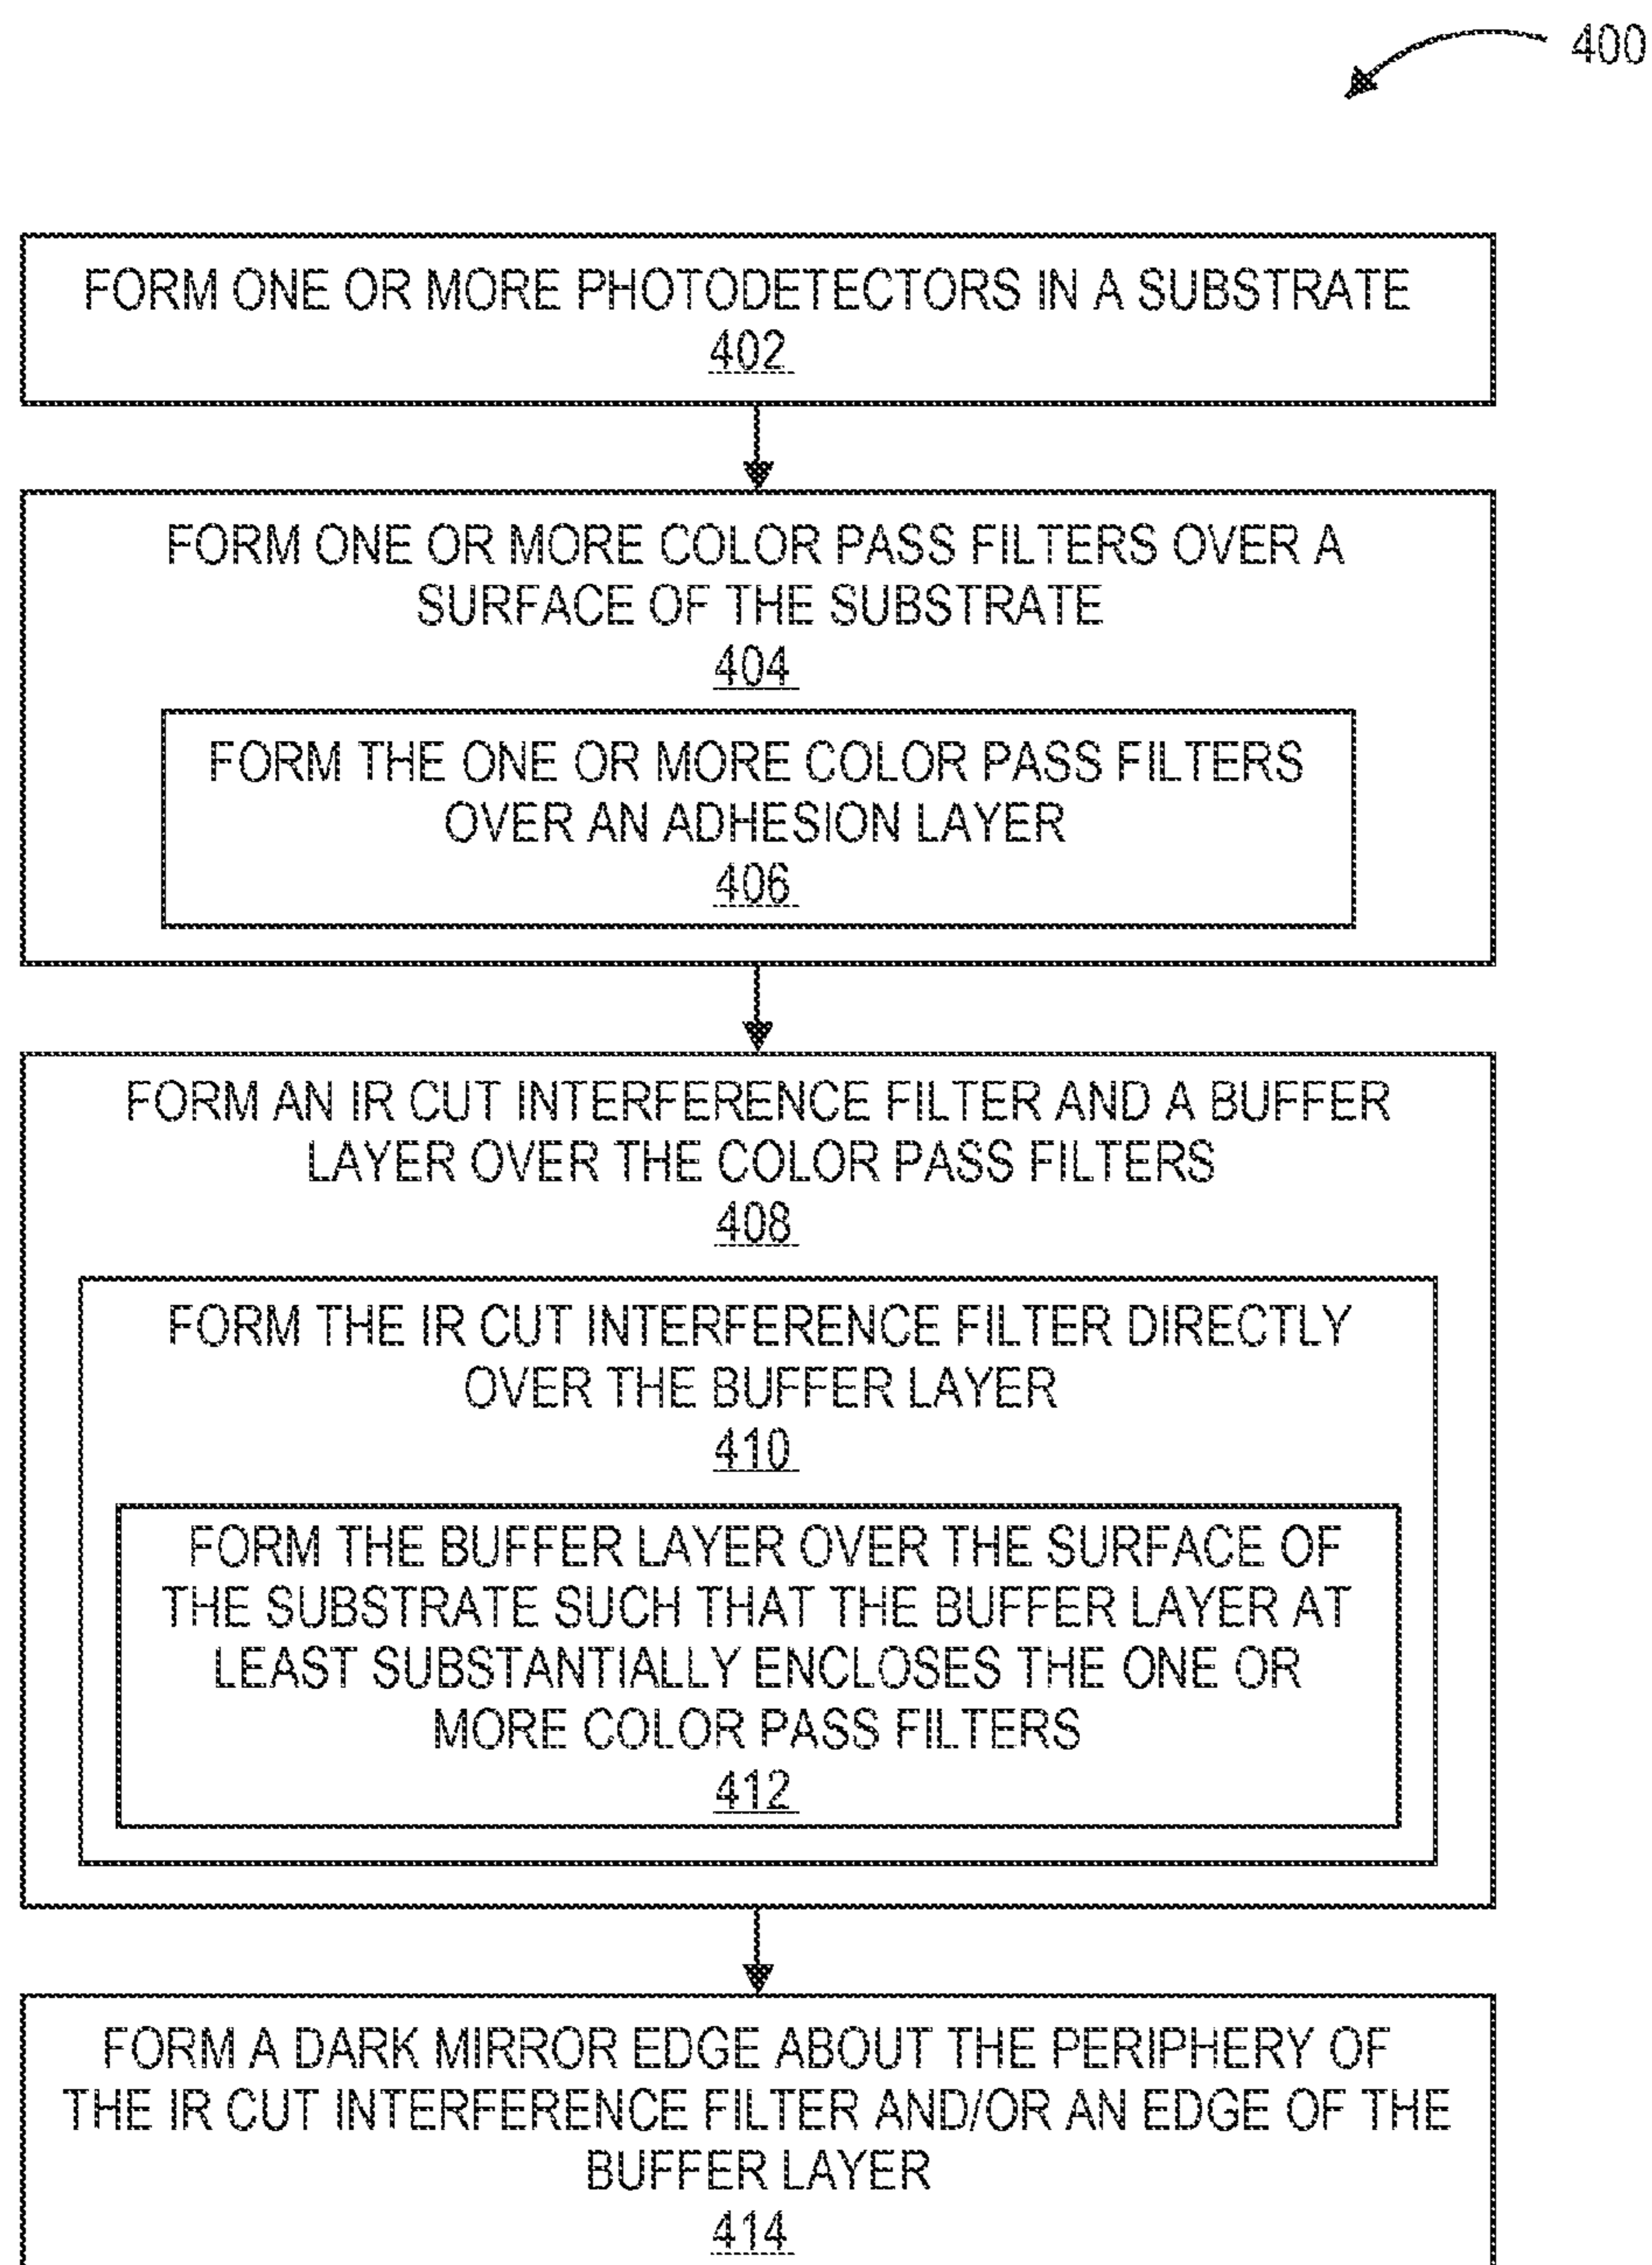 400
FORM ONE OR MORE PHOTODETECTORS IN A SUBSTRATE
402
FORM ONE OR MORE COLOR PASS FILTERS OVER A
SURFACE OF THE SUBSTRATE
404
FORM THE ONE OR MORE COLOR PASS FILTERS
OVER AN ADHESION LAYER
406
FORM AN IR CUT INTERFERENCE FILTER AND A BUFFER
LAYER OVER THE COLOR PASS FILTERS
408
FORM THE IR CUT INTERFERENCE FILTER DIRECTLY
OVER THE BUFFER LAYER
410
FORM THE BUFFER LAYER OVER THE SURFACE OF
THE SUBSTRATE SUCH THAT THE BUFFER LAYER AT
LEAST SUBSTANTIALLY ENCLOSES THE ONE OR
MORE COLOR PASS FILTERS
412
FORM A DARK MIRROR EDGE ABOUT THE PERIPHERY OF
THE IR CUT INTERFERENCE FILTER AND/OR AN EDGE OF THE
BUFFER LAYER
414